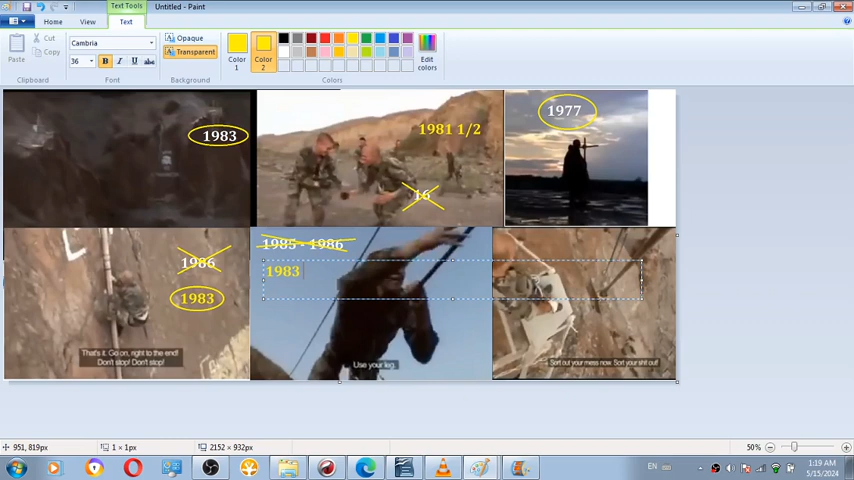 Text Tools
Untitled - Paint
Home
View
Text
Paste
Cut
Copy
Clipboard
Cambria
36
B I U abc
Font
Opaque
Transparent
Background
Color 1
Color 2
Colors
Edit colors
1983
1981 1/2
16
1977
1986
1983
That's it. Go on, right to the end!
Don't stop! Don't stop!
1985 - 1986
1983
Use your leg.
Sort out your mess now. Sort your shit out!
951, 819px
1 × 1px
2152 × 932px
50%
EN
1:19 AM
5/15/2024